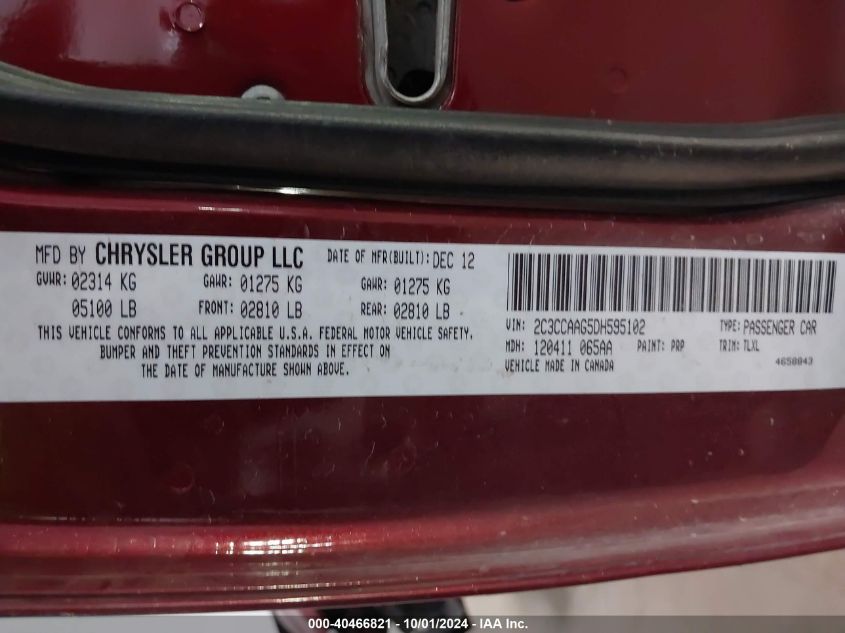 MFD BY CHRYSLER GROUP LLC DATE OF MFR(BUILT): DEC 12
GVWR: 02314 KG GAWR: 01275 KG GAWR: 01275 KG
05100 LB FRONT: 02810 LB REAR: 02810 LB
THIS VEHICLE CONFORMS TO ALL APPLICABLE U.S.A. FEDERAL MOTOR VEHICLE SAFETY,
BUMPER AND THEFT PREVENTION STANDARDS IN EFFECT ON
THE DATE OF MANUFACTURE SHOWN ABOVE.
VIN: 2C3CCAAG5DH595102 TYPE: PASSENGER CAR
MDH: 120411 065AA PAINT: PRP TRIM: TLXL
VEHICLE MADE IN CANADA 4658843
000-40466821 - 10/01/2024 - IAA Inc.